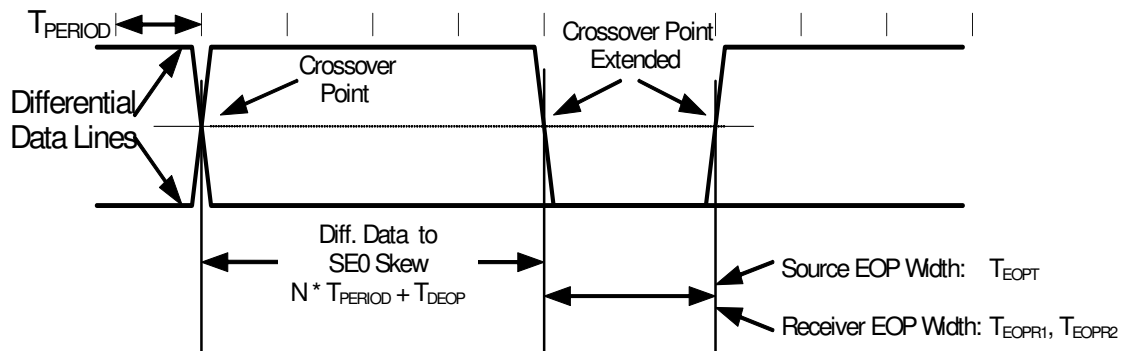 TPERIOD
Differential
Data Lines
Crossover
Point
Crossover Point
Extended
Diff. Data to
SE0 Skew
N * TPERIOD + TDEOP
Source EOP Width: TEOPT
Receiver EOP Width: TEOPR1, TEOPR2